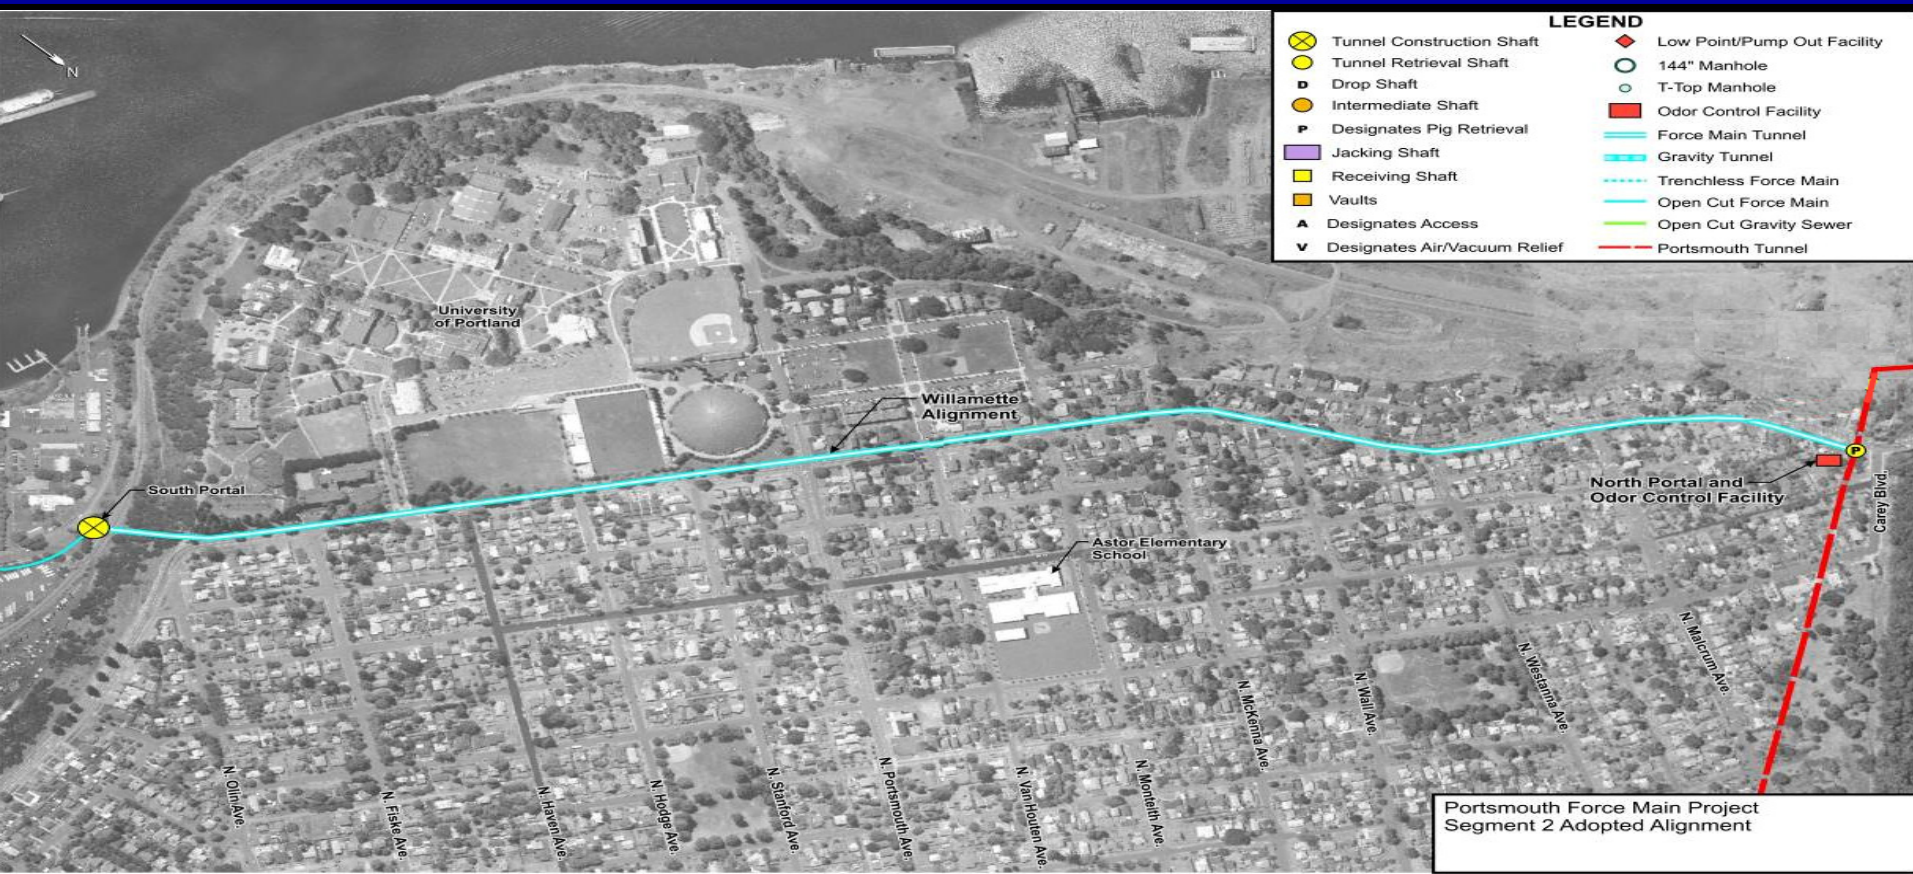 N
LEGEND
Tunnel Construction Shaft
Tunnel Retrieval Shaft
D Drop Shaft
Intermediate Shaft
P Designates Pig Retrieval
Jacking Shaft
Receiving Shaft
Vaults
A Designates Access
V Designates Air/Vacuum Relief
Low Point/Pump Out Facility
144" Manhole
T-Top Manhole
Odor Control Facility
Force Main Tunnel
Gravity Tunnel
Trenchless Force Main
Open Cut Force Main
Open Cut Gravity Sewer
Portsmouth Tunnel
University
of Portland
Willamette
Alignment
South Portal
P
North Portal and
Odor Control Facility
Carey Blvd.
Astor Elementary
School
N. Olin Ave.
N. Fiske Ave.
N. Haven Ave.
N. Hodge Ave.
N. Stanford Ave.
N. Portsmouth Ave.
N. Van Houten Ave.
N. Monteith Ave.
N. McKenna Ave.
N. Wall Ave.
N. Westanna Ave.
N. Malcrum Ave.
Portsmouth Force Main Project
Segment 2 Adopted Alignment